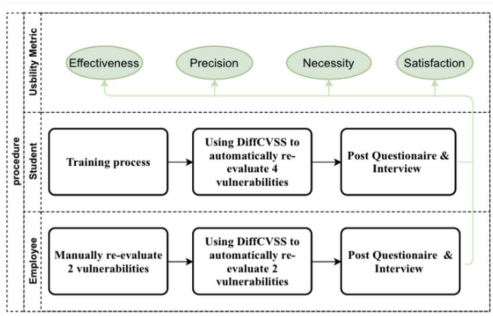 procedure
Usbility Metric
Effectiveness
Precision
Necessity
Satisfaction
Student
Training process
Using DiffCVSS to
automatically re-
evaluate 4
vulnerabilities
Post Questionaire &
Interview
Employee
Manually re-evaluate
2 vulnerabilities
Using DiffCVSS to
automatically re-
evaluate 2
vulnerabilities
Post Questionaire &
Interview